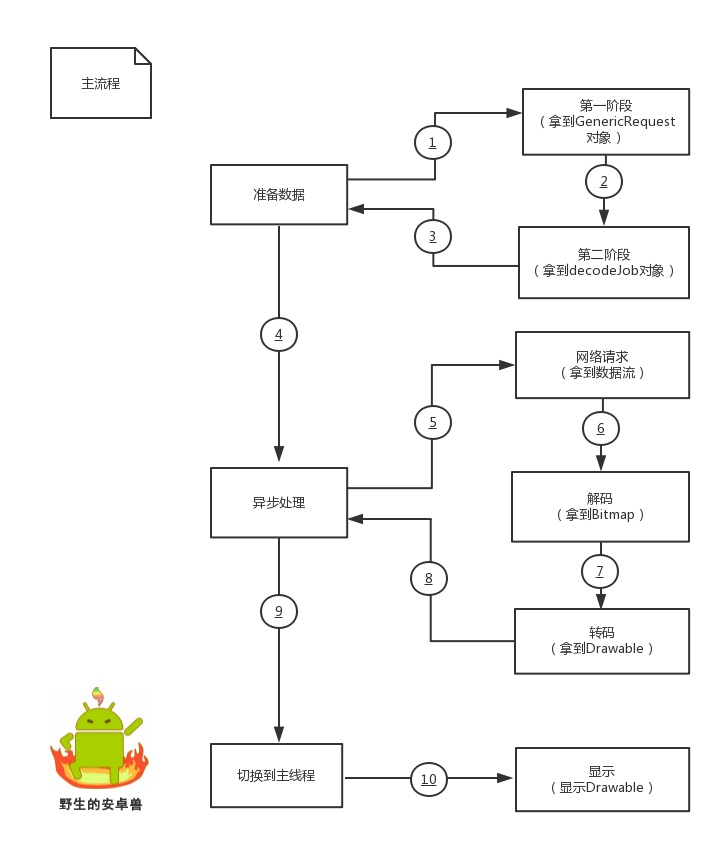 主流程
第一阶段
（拿到GenericRequest
对象）
1
准备数据
2
3
第二阶段
（拿到decodeJob对象）
4
网络请求
（拿到数据流）
5
6
异步处理
解码
（拿到Bitmap）
7
8
9
转码
（拿到Drawable）
切换到主线程
10
显示
（显示Drawable）
野生的安卓兽